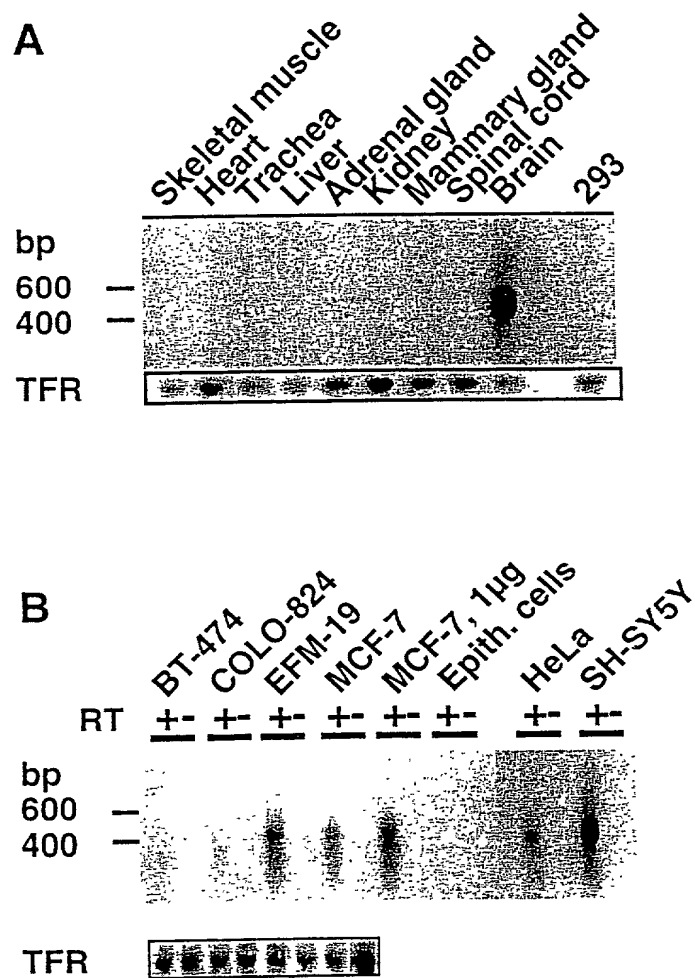 A
Skeletal muscle
Heart
Trachea
Liver
Adrenal gland
Kidney
Mammary gland
Spinal cord
Brain
293
bp
600
400
TFR
B
BT-474
COLO-824
EFM-19
MCF-7
MCF-7, 1µg
Epith. cells
HeLa
SH-SY5Y
RT +- +- +- +- +- +- +- +-
bp
600
400
TFR